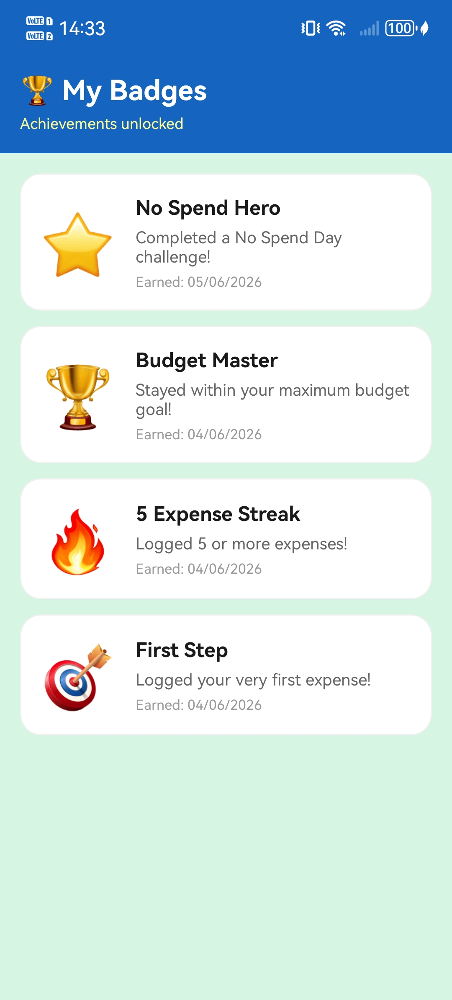 VoLTE 1
VoLTE 2
14:33
100
🏆 My Badges
Achievements unlocked
No Spend Hero
Completed a No Spend Day
challenge!
Earned: 05/06/2026
Budget Master
Stayed within your maximum budget
goal!
Earned: 04/06/2026
5 Expense Streak
Logged 5 or more expenses!
Earned: 04/06/2026
First Step
Logged your very first expense!
Earned: 04/06/2026